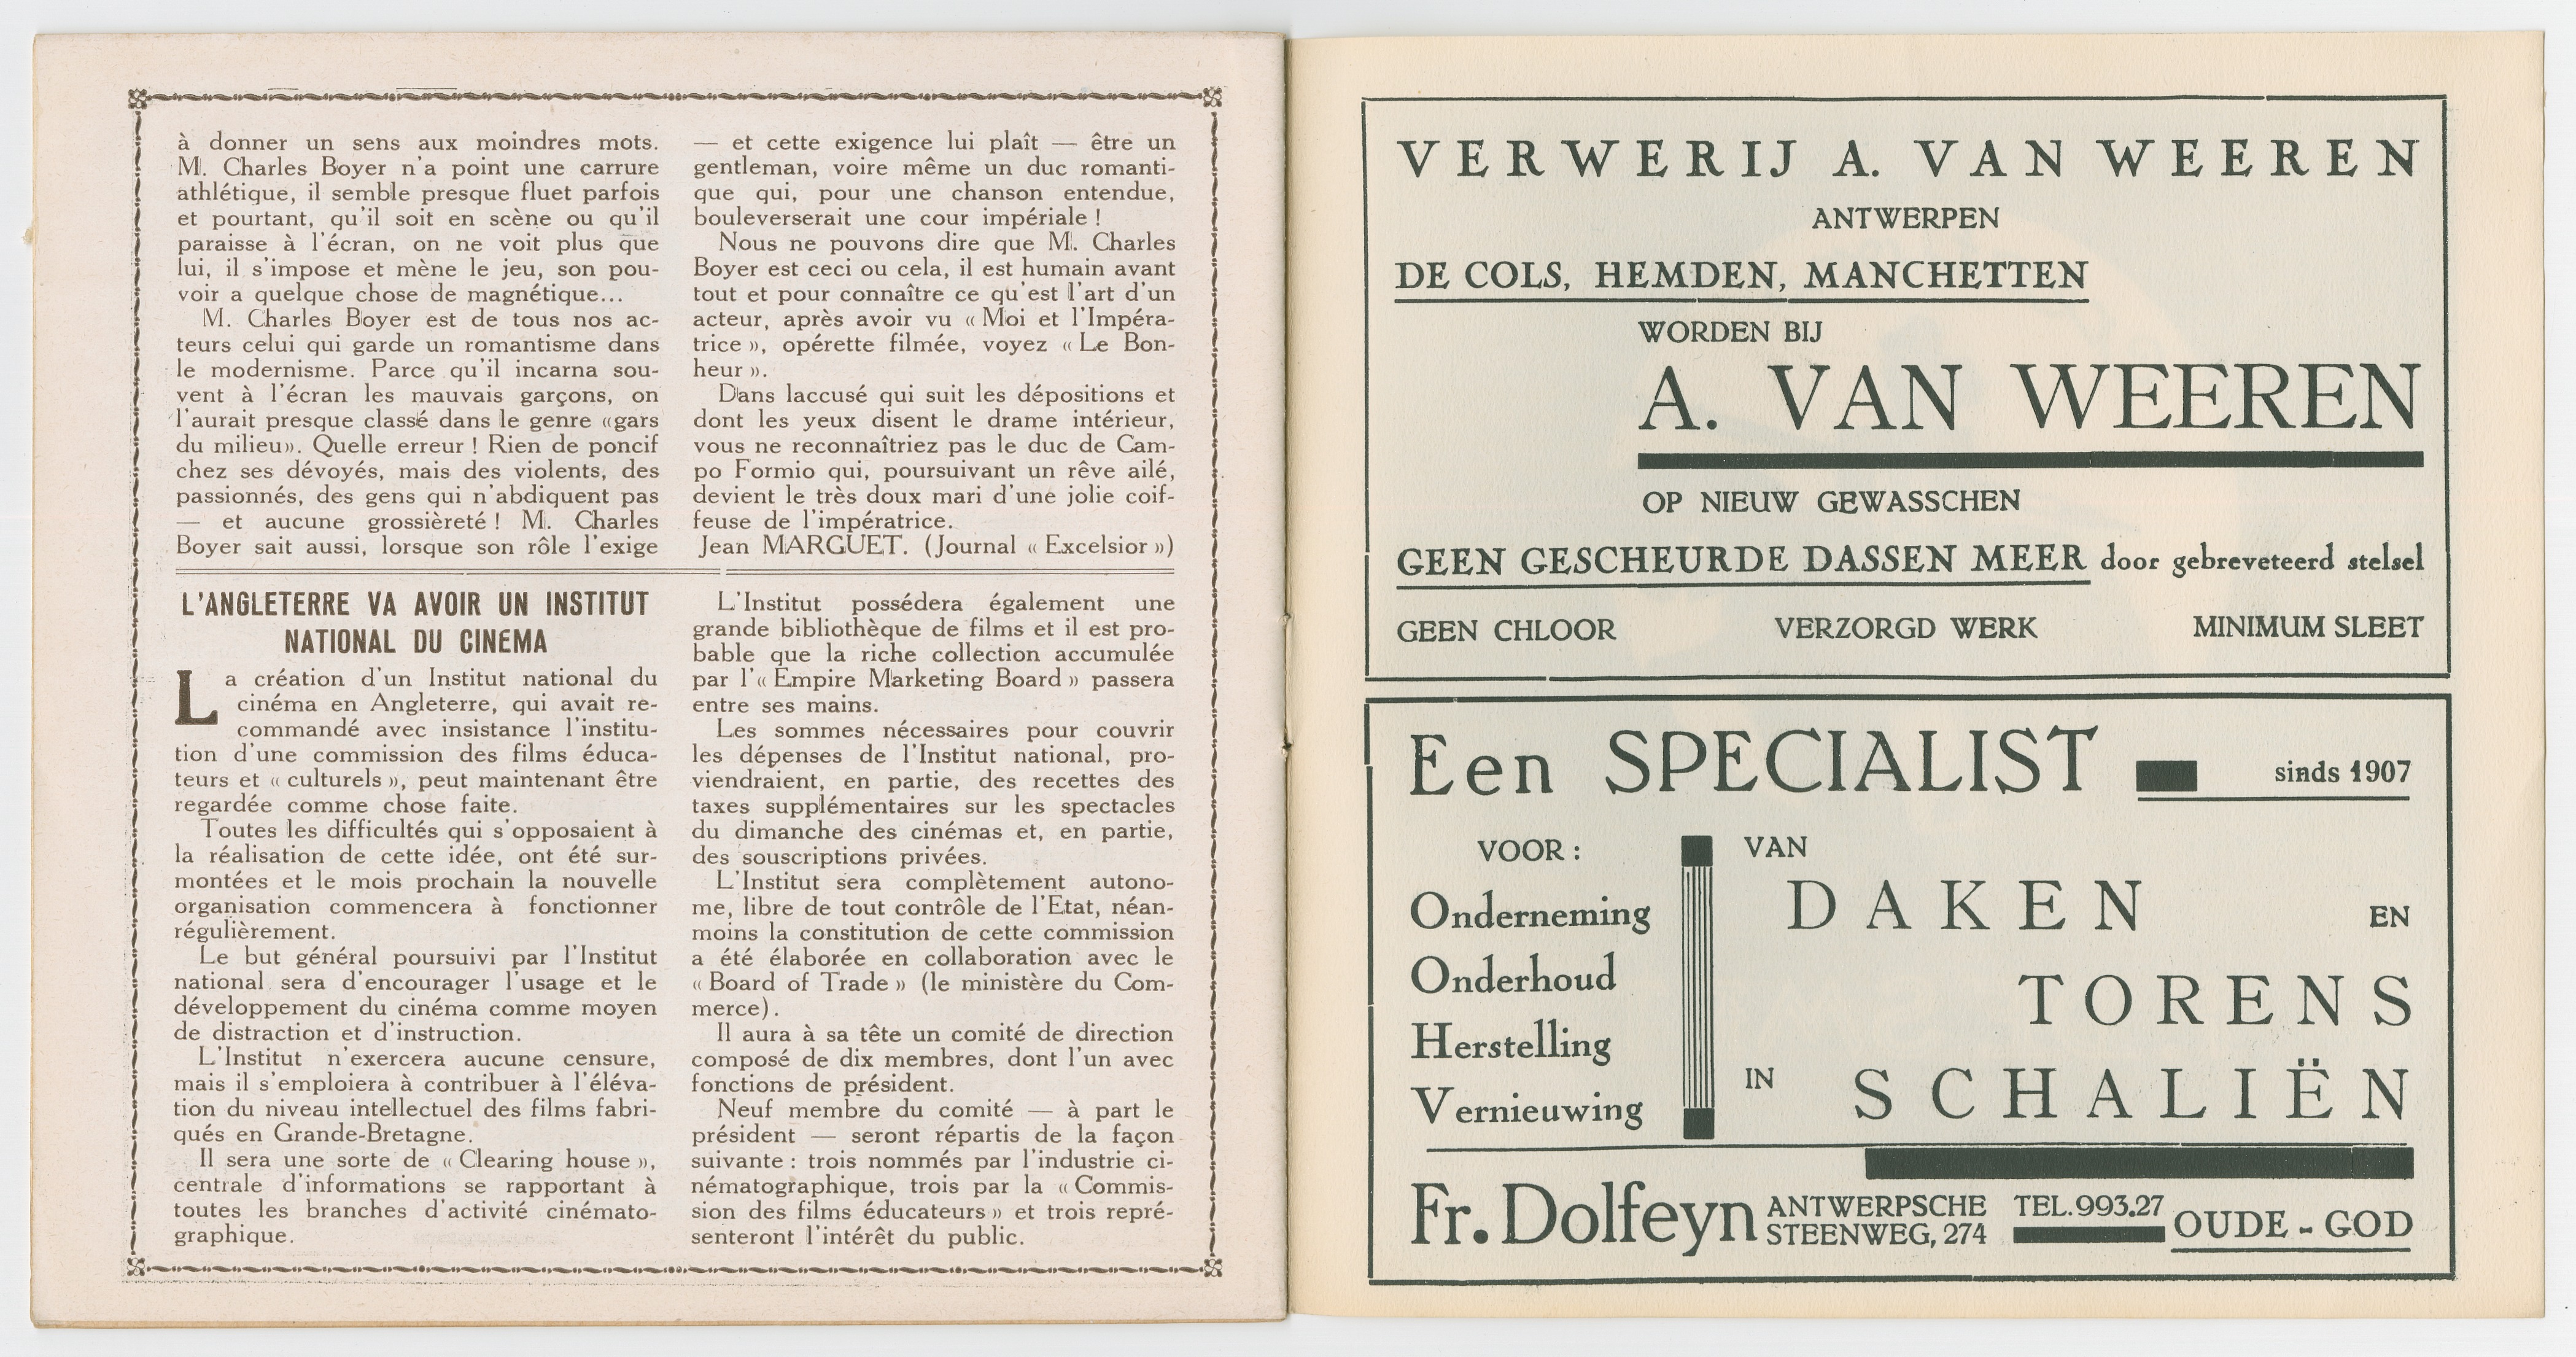 à donner un sens aux moindres mots.
M. Charles Boyer n'a point une carrure
athlétique, il semble presque fluet parfois
et pourtant, qu'il soit en scène ou qu'il
paraisse à l'écran, on ne voit plus que
lui, il s'impose et mène le jeu, son pou-
voir a quelque chose de magnétique...
M. Charles Boyer est de tous nos ac-
teurs celui qui garde un romantisme dans
le modernisme. Parce qu'il incarna sou-
vent à l'écran les mauvais garçons, on
l'aurait presque classé dans le genre «gars
du milieu». Quelle erreur ! Rien de poncif
chez ses dévoyés, mais des violents, des
passionnés, des gens qui n'abdiquent pas
— et aucune grossièreté ! M. Charles
Boyer sait aussi, lorsque son rôle l'exige
— et cette exigence lui plaît — être un
gentleman, voire même un duc romanti-
que qui, pour une chanson entendue,
bouleverserait une cour impériale !
Nous ne pouvons dire que M. Charles
Boyer est ceci ou cela, il est humain avant
tout et pour connaître ce qu'est l'art d'un
acteur, après avoir vu « Moi et l'Impéra-
trice », opérette filmée, voyez « Le Bon-
heur ».
Dans laccusé qui suit les dépositions et
dont les yeux disent le drame intérieur,
vous ne reconnaîtriez pas le duc de Cam-
po Formio qui, poursuivant un rêve ailé,
devient le très doux mari d'une jolie coif-
feuse de l'impératrice.
Jean MARGUET. (Journal « Excelsior »)
L'ANGLETERRE VA AVOIR UN INSTITUT
NATIONAL DU CINEMA
La création d'un Institut national du
cinéma en Angleterre, qui avait re-
commandé avec insistance l'institu-
tion d'une commission des films éduca-
teurs et « culturels », peut maintenant être
regardée comme chose faite.
Toutes les difficultés qui s'opposaient à
la réalisation de cette idée, ont été sur-
montées et le mois prochain la nouvelle
organisation commencera à fonctionner
régulièrement.
Le but général poursuivi par l'Institut
national sera d'encourager l'usage et le
développement du cinéma comme moyen
de distraction et d'instruction.
L'Institut n'exercera aucune censure,
mais il s'emploiera à contribuer à l'éléva-
tion du niveau intellectuel des films fabri-
qués en Grande-Bretagne.
Il sera une sorte de « Clearing house »,
centrale d'informations se rapportant à
toutes les branches d'activité cinémato-
graphique.
L'Institut possédera également une
grande bibliothèque de films et il est pro-
bable que la riche collection accumulée
par l'« Empire Marketing Board » passera
entre ses mains.
Les sommes nécessaires pour couvrir
les dépenses de l'Institut national, pro-
viendraient, en partie, des recettes des
taxes supplémentaires sur les spectacles
du dimanche des cinémas et, en partie,
des souscriptions privées.
L'Institut sera complètement autono-
me, libre de tout contrôle de l'Etat, néan-
moins la constitution de cette commission
a été élaborée en collaboration avec le
« Board of Trade » (le ministère du Com-
merce).
Il aura à sa tête un comité de direction
composé de dix membres, dont l'un avec
fonctions de président.
Neuf membre du comité — à part le
président — seront répartis de la façon
suivante : trois nommés par l'industrie ci-
nématographique, trois par la « Commis-
sion des films éducateurs » et trois repré-
senteront l'intérêt du public.
VERWERIJ A. VAN WEEREN
ANTWERPEN
DE COLS, HEMDEN, MANCHETTEN
WORDEN BIJ
A. VAN WEEREN
OP NIEUW GEWASSCHEN
GEEN GESCHEURDE DASSEN MEER door gebreveteerd stelsel
GEEN CHLOOR VERZORGD WERK MINIMUM SLEET
Een SPECIALIST sinds 1907
VOOR :
Onderneming
Onderhoud
Herstelling
Vernieuwing
VAN
DAKEN EN
TORENS
IN SCHALIËN
Fr. Dolfeyn ANTWERPSCHE
STEENWEG, 274
TEL. 993.27
OUDE - GOD